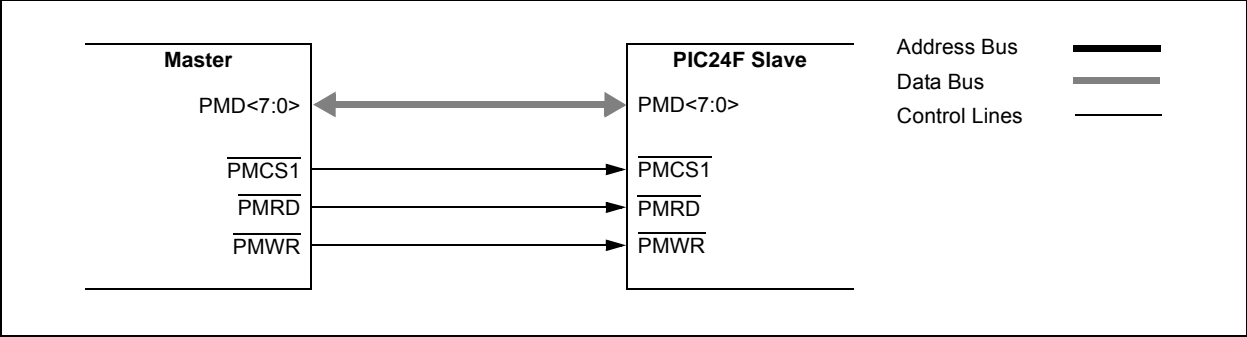 Master
PIC24F Slave
Address Bus
Data Bus
Control Lines
PMD<7:0>
PMD<7:0>
PMCS1
PMCS1
PMRD
PMRD
PMWR
PMWR